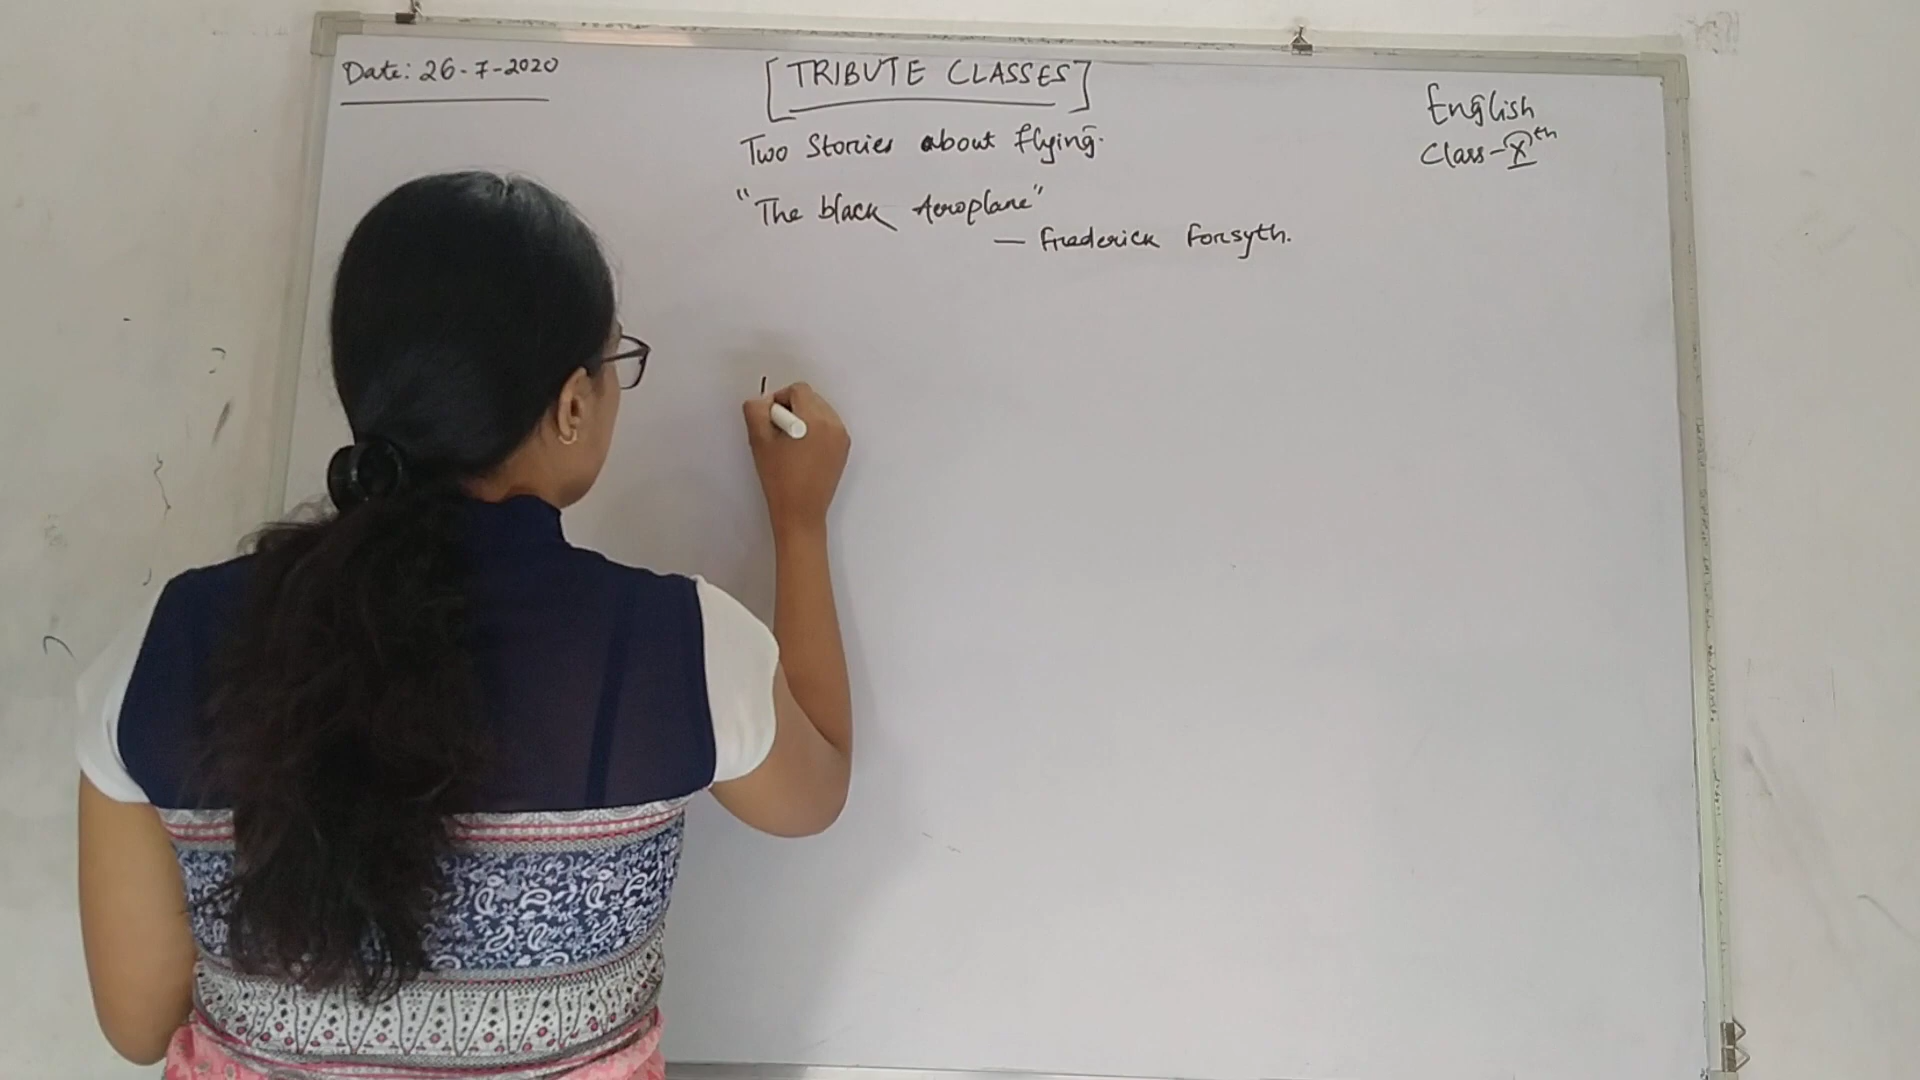 Date: 26-7-2020
[TRIBUTE CLASSES]
English
Class-Xth
Two Stories about flying.
"The black Aeroplane"
— Frederick Forsyth.